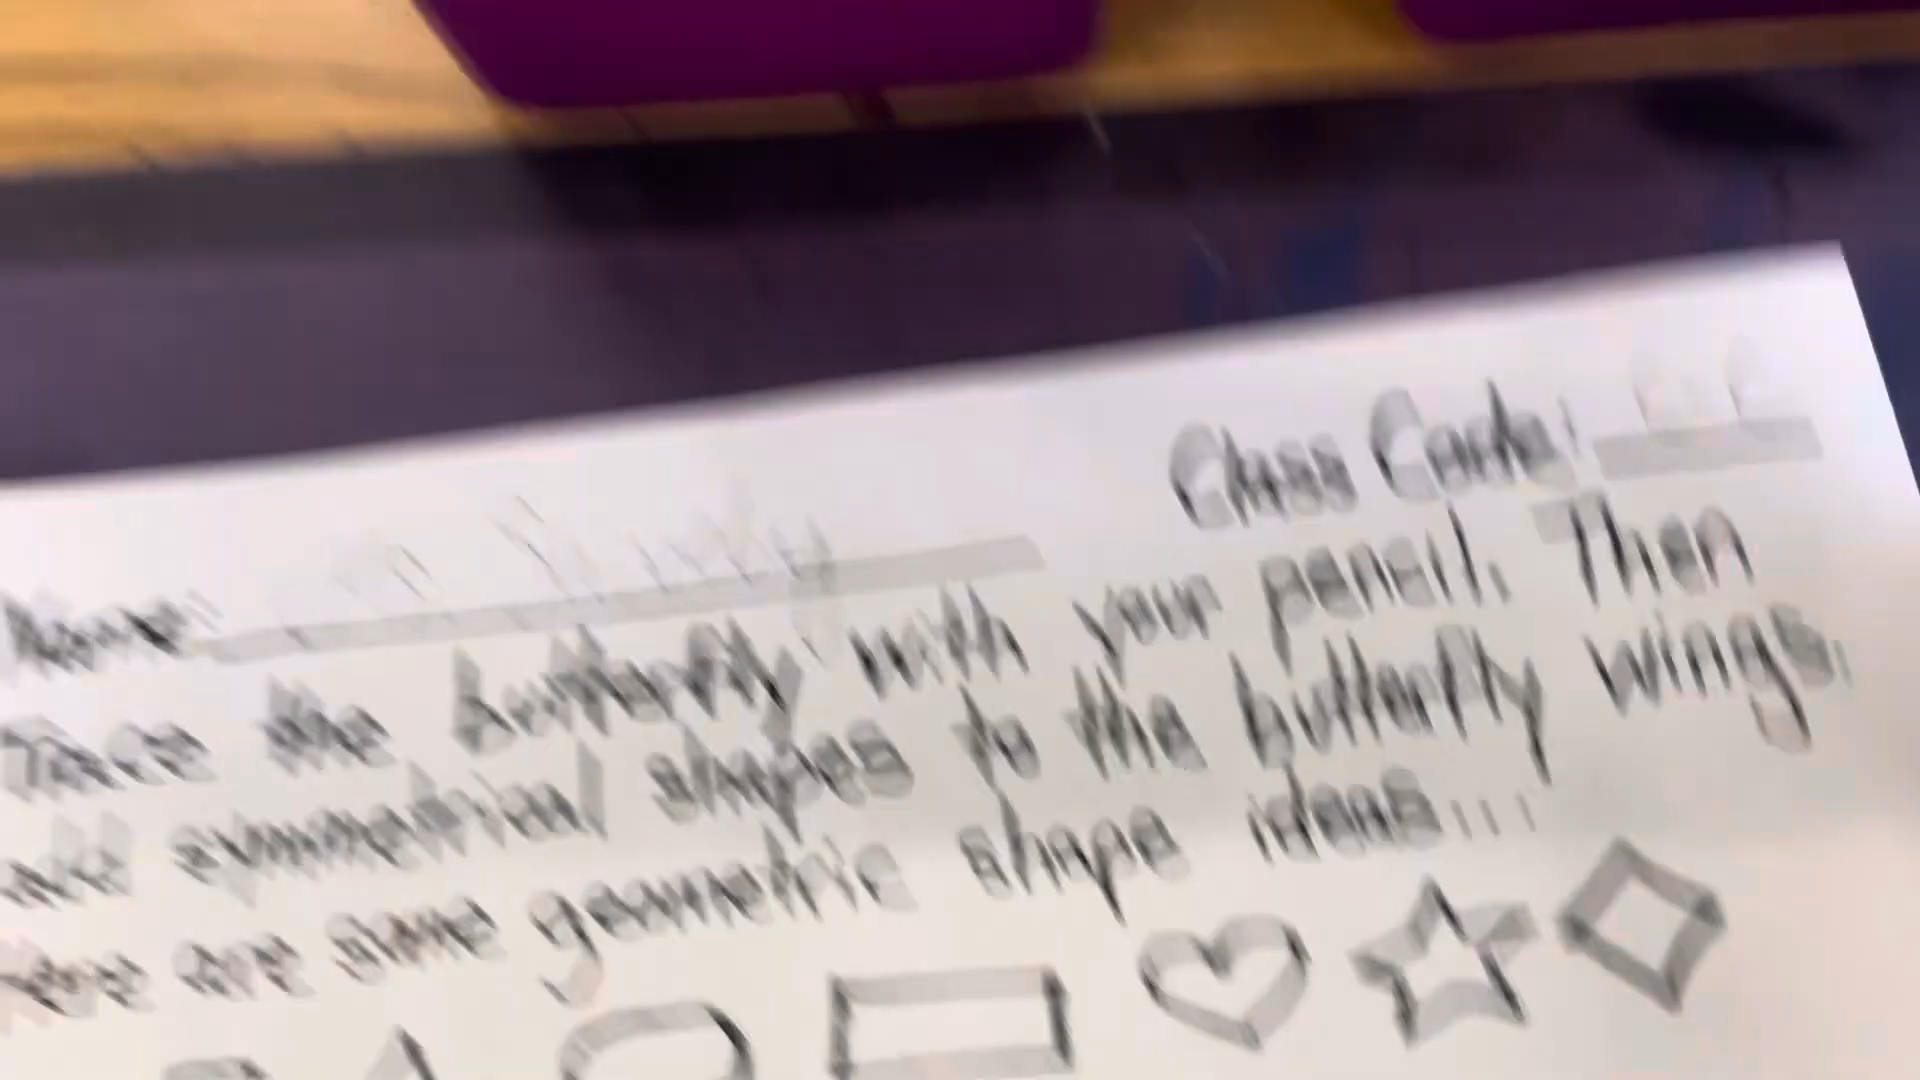 Name: Class Code:
Trace the butterfly with your pencil. Then
add symmetrical shapes to the butterfly wings.
Here are some geometric shape ideas...